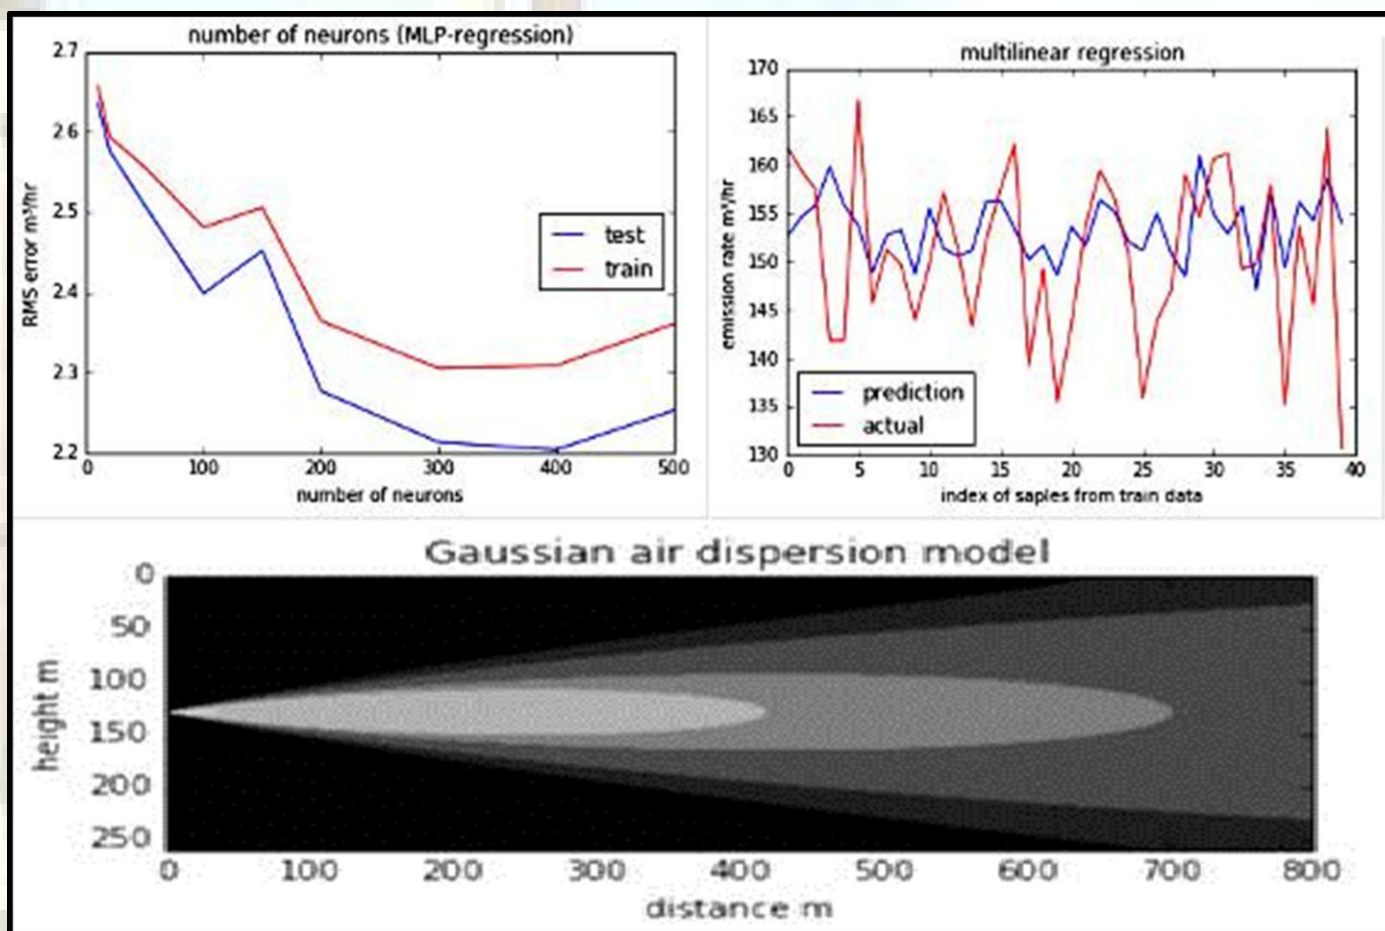 number of neurons (MLP-regression)
2.7
2.6
2.5
2.4
2.3
2.2
RMS error m³/hr
test
train
0 100 200 300 400 500
number of neurons
multilinear regression
170
165
160
155
150
145
140
135
130
emission rate m³/hr
prediction
actual
0 5 10 15 20 25 30 35 40
index of saples from train data
Gaussian air dispersion model
0
50
100
150
200
250
height m
0 100 200 300 400 500 600 700 800
distance m